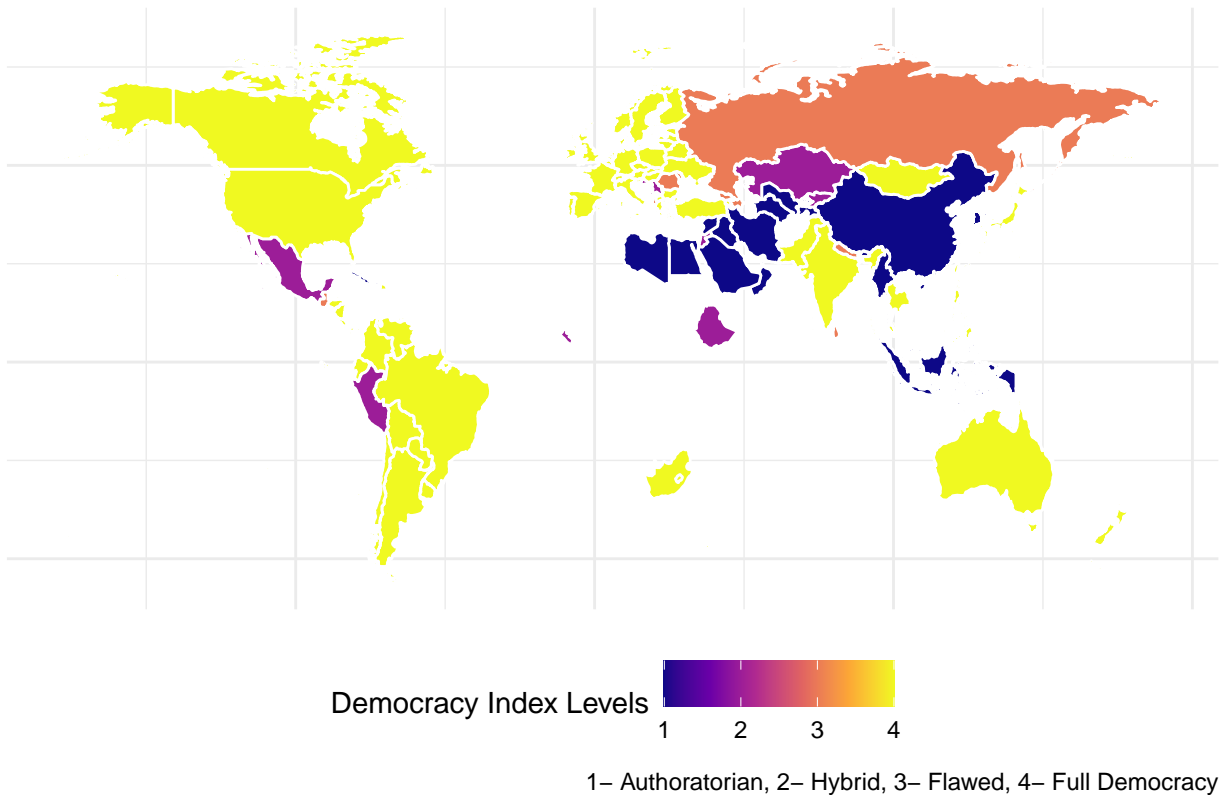 Democracy Index Levels
1 2 3 4
1− Authoratorian, 2− Hybrid, 3− Flawed, 4− Full Democracy